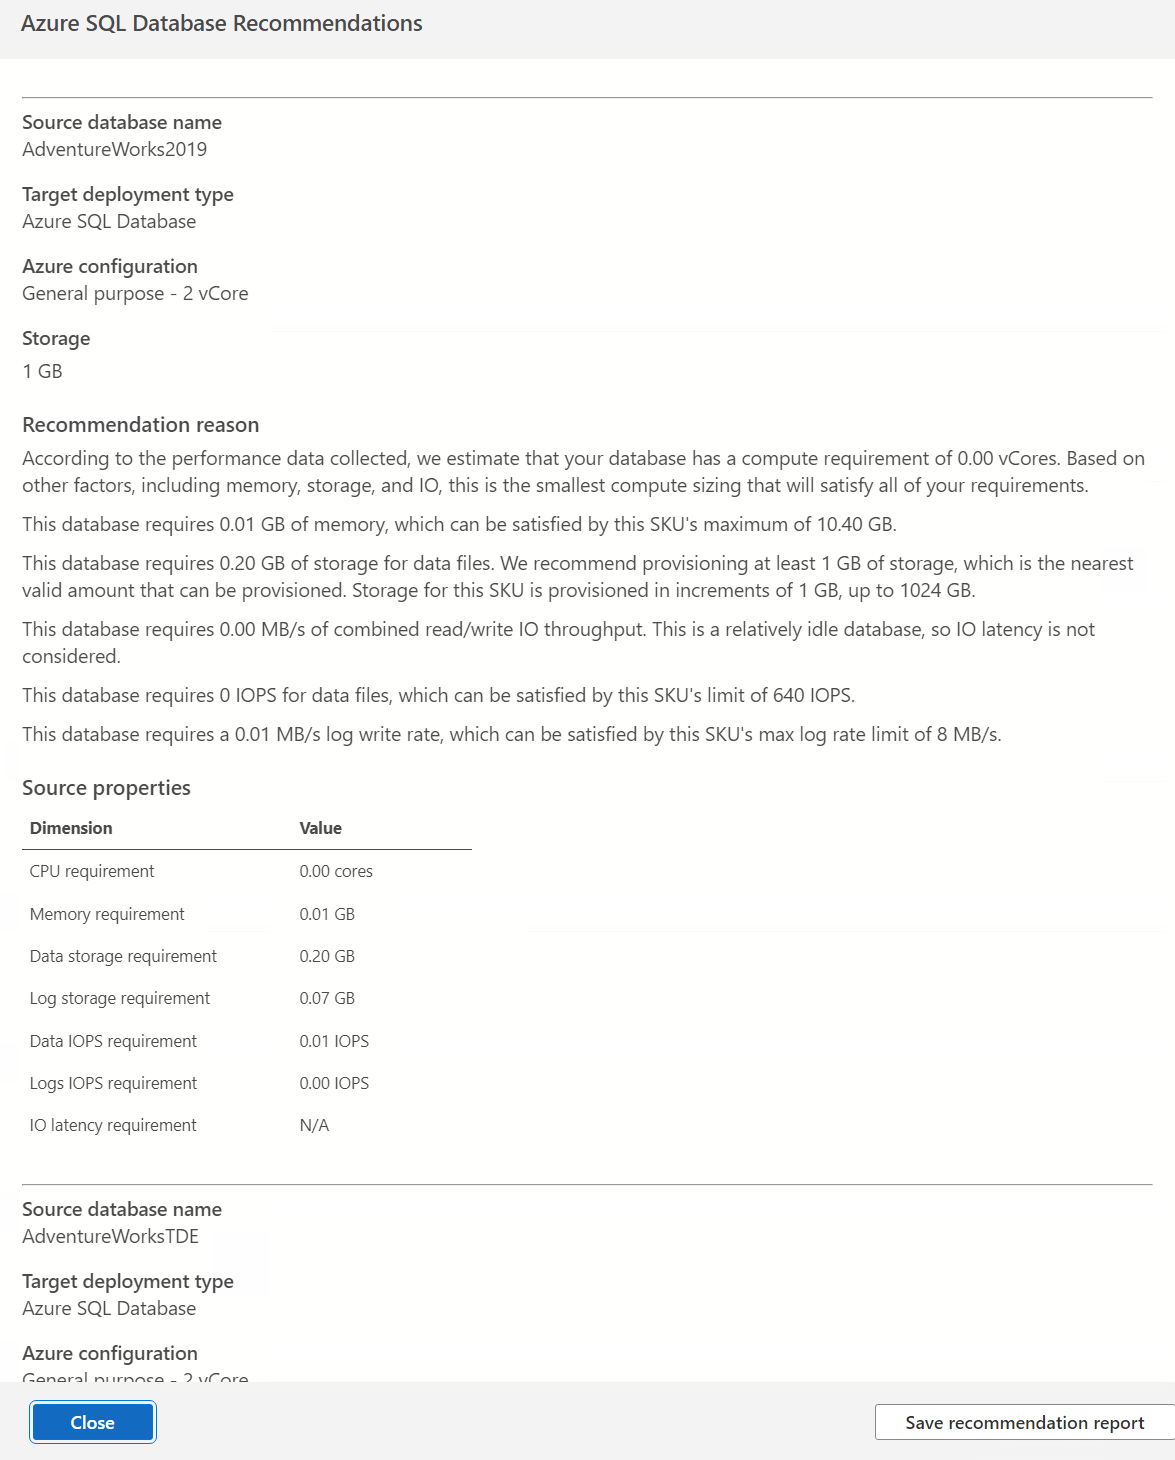 Azure SQL Database Recommendations
Source database name
AdventureWorks2019
Target deployment type
Azure SQL Database
Azure configuration
General purpose - 2 vCore
Storage
1 GB
Recommendation reason
According to the performance data collected, we estimate that your database has a compute requirement of 0.00 vCores. Based on
other factors, including memory, storage, and IO, this is the smallest compute sizing that will satisfy all of your requirements.
This database requires 0.01 GB of memory, which can be satisfied by this SKU's maximum of 10.40 GB.
This database requires 0.20 GB of storage for data files. We recommend provisioning at least 1 GB of storage, which is the nearest
valid amount that can be provisioned. Storage for this SKU is provisioned in increments of 1 GB, up to 1024 GB.
This database requires 0.00 MB/s of combined read/write IO throughput. This is a relatively idle database, so IO latency is not
considered.
This database requires 0 IOPS for data files, which can be satisfied by this SKU's limit of 640 IOPS.
This database requires a 0.01 MB/s log write rate, which can be satisfied by this SKU's max log rate limit of 8 MB/s.
Source properties
Dimension Value
CPU requirement 0.00 cores
Memory requirement 0.01 GB
Data storage requirement 0.20 GB
Log storage requirement 0.07 GB
Data IOPS requirement 0.01 IOPS
Logs IOPS requirement 0.00 IOPS
IO latency requirement N/A
Source database name
AdventureWorksTDE
Target deployment type
Azure SQL Database
Azure configuration
General purpose - 2 vCore
Close Save recommendation report